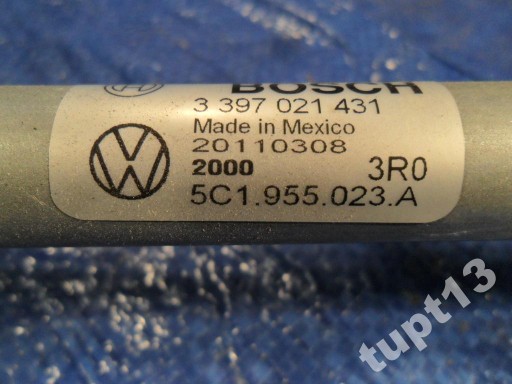 BOSCH
3 397 021 431
Made in Mexico
20110308
2000 3R0
5C1.955.023.A
tupt13